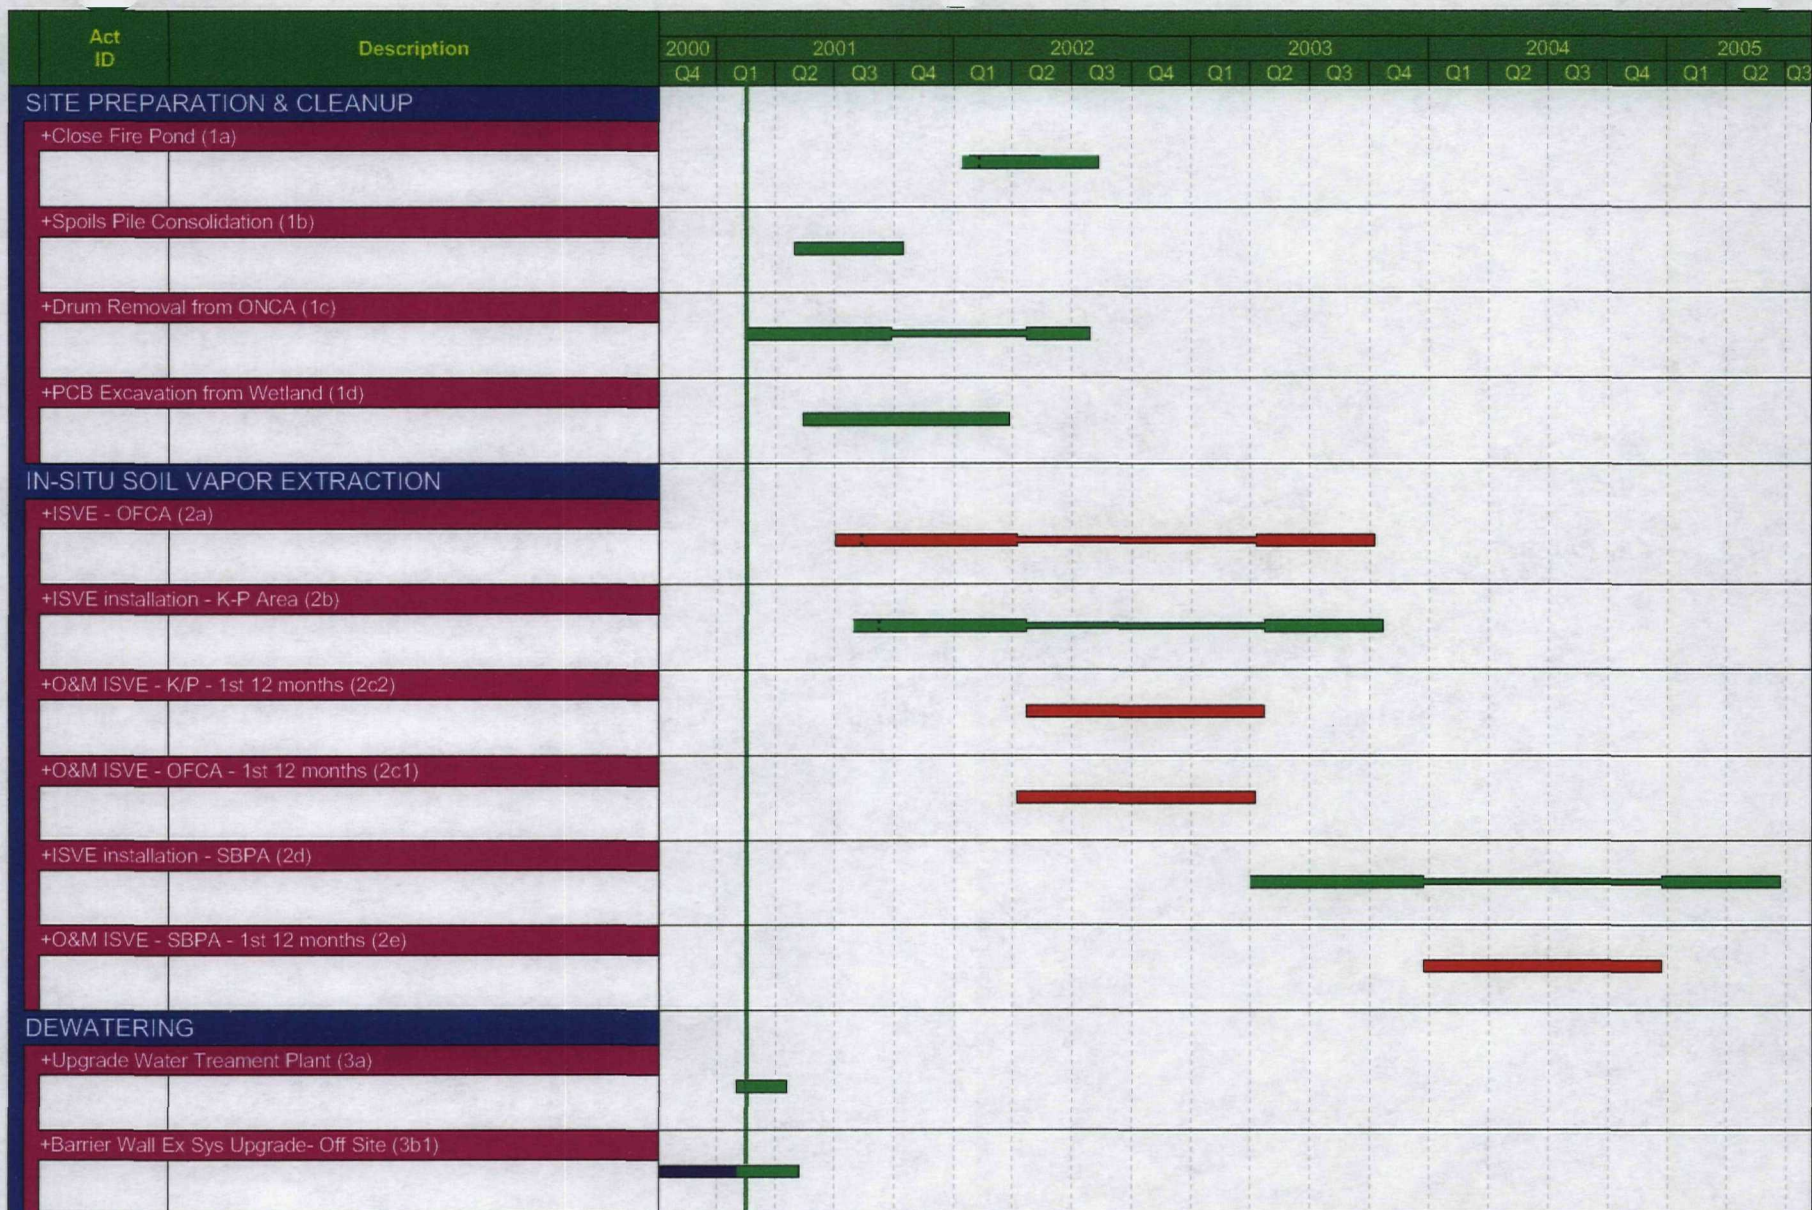 Act
ID
Description
2000 2001 2002 2003 2004 2005
Q4 Q1 Q2 Q3 Q4 Q1 Q2 Q3 Q4 Q1 Q2 Q3 Q4 Q1 Q2 Q3 Q4 Q1 Q2 Q3
SITE PREPARATION & CLEANUP
+Close Fire Pond (1a)
+Spoils Pile Consolidation (1b)
+Drum Removal from ONCA (1c)
+PCB Excavation from Wetland (1d)
IN-SITU SOIL VAPOR EXTRACTION
+ISVE - OFCA (2a)
+ISVE installation - K-P Area (2b)
+O&M ISVE - K/P - 1st 12 months (2c2)
+O&M ISVE - OFCA - 1st 12 months (2c1)
+ISVE installation - SBPA (2d)
+O&M ISVE - SBPA - 1st 12 months (2e)
DEWATERING
+Upgrade Water Treament Plant (3a)
+Barrier Wall Ex Sys Upgrade- Off Site (3b1)